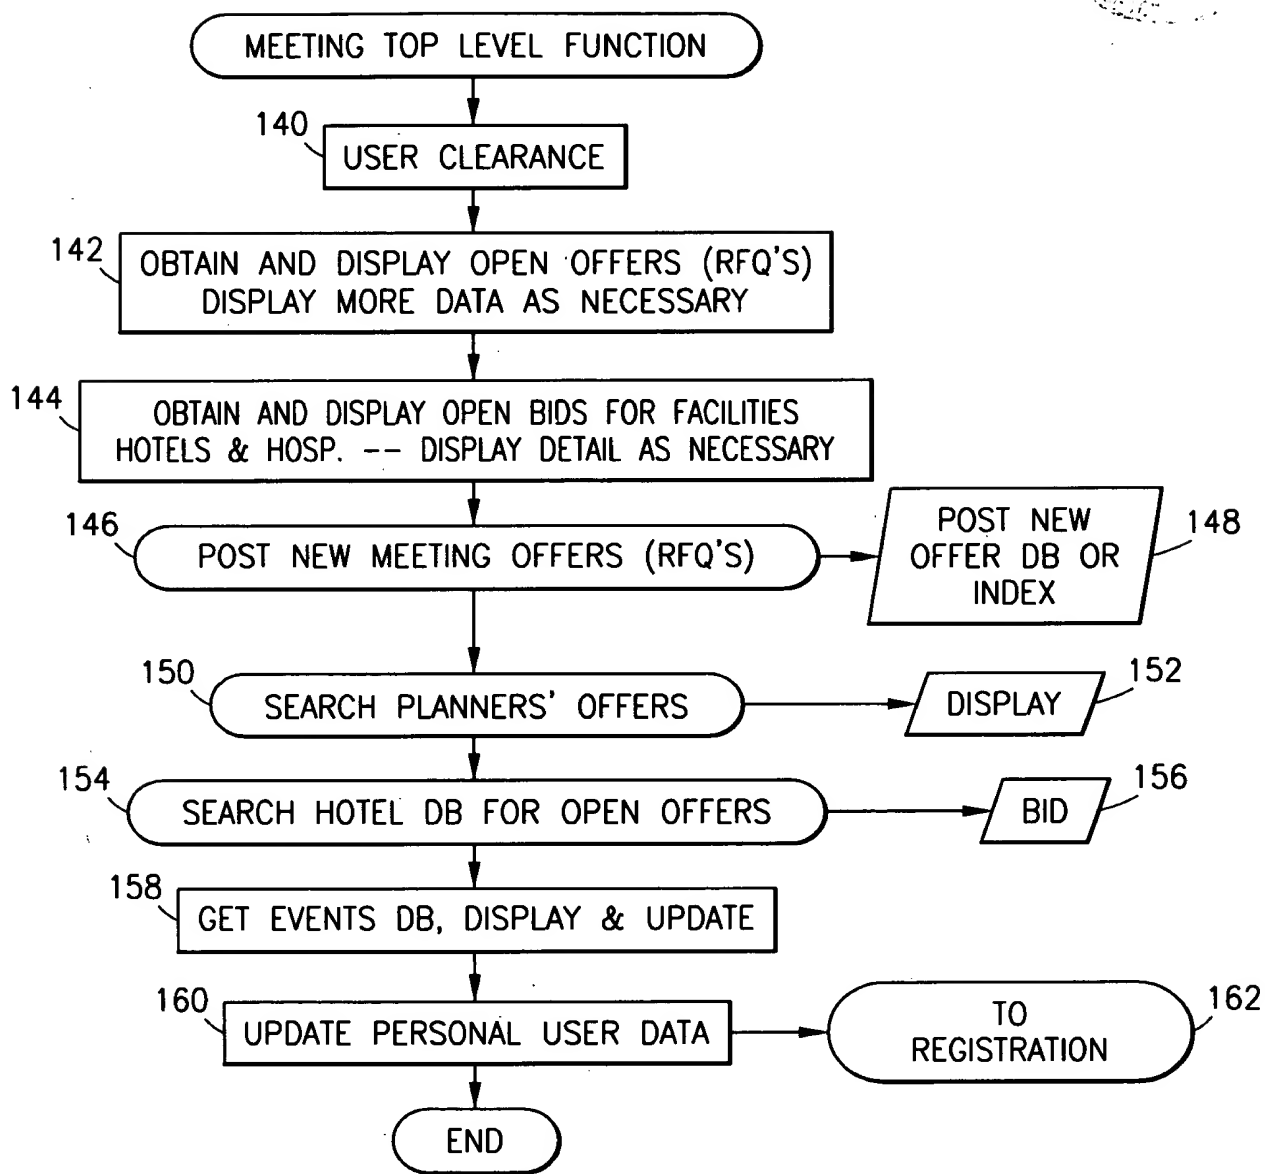 MEETING TOP LEVEL FUNCTION
140
USER CLEARANCE
142
OBTAIN AND DISPLAY OPEN OFFERS (RFQ'S)
DISPLAY MORE DATA AS NECESSARY
144
OBTAIN AND DISPLAY OPEN BIDS FOR FACILITIES
HOTELS & HOSP. -- DISPLAY DETAIL AS NECESSARY
146
POST NEW MEETING OFFERS (RFQ'S)
POST NEW
OFFER DB OR
INDEX
148
150
SEARCH PLANNERS' OFFERS
DISPLAY
152
154
SEARCH HOTEL DB FOR OPEN OFFERS
BID
156
158
GET EVENTS DB, DISPLAY & UPDATE
160
UPDATE PERSONAL USER DATA
TO
REGISTRATION
162
END